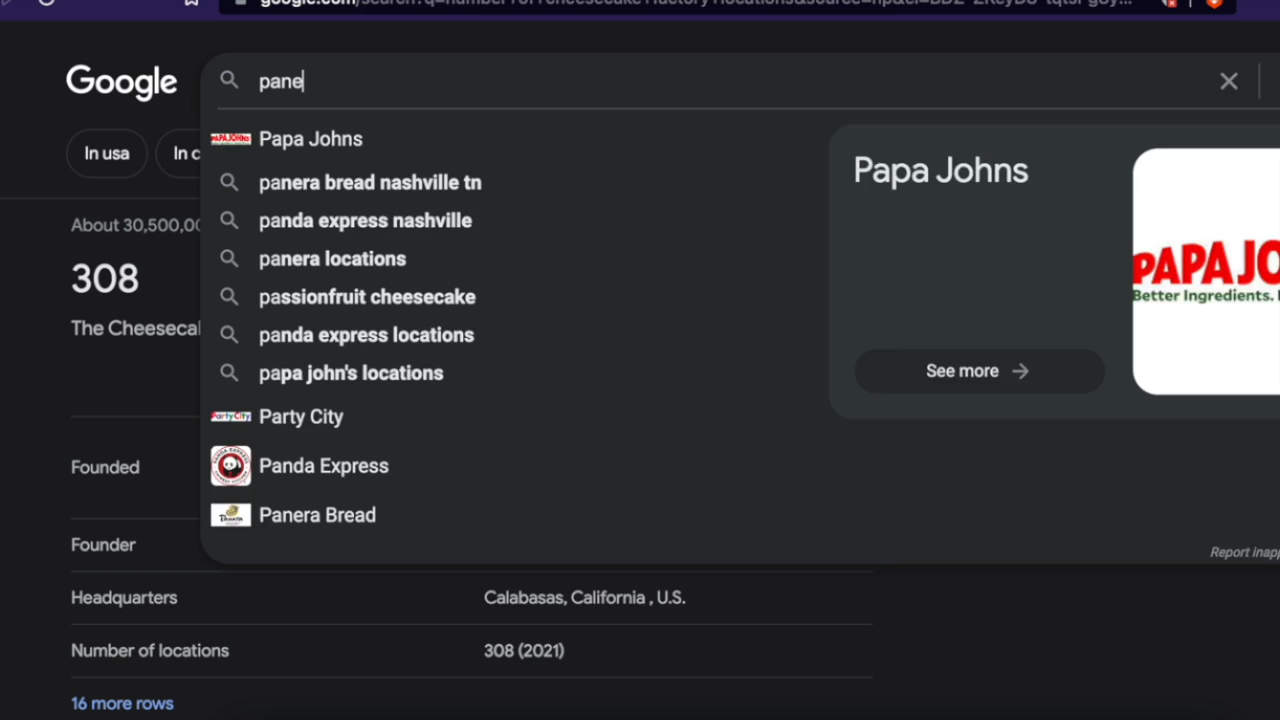 Google
pane
In usa
In c
Papa Johns
panera bread nashville tn
panda express nashville
panera locations
passionfruit cheesecake
panda express locations
papa john's locations
Party City
Panda Express
Panera Bread
Papa Johns
PAPA JO
Better Ingredients.
See more
Report inapp
About 30,500,00
308
The Cheesecak
Founded
Founder
Headquarters Calabasas, California , U.S.
Number of locations 308 (2021)
16 more rows